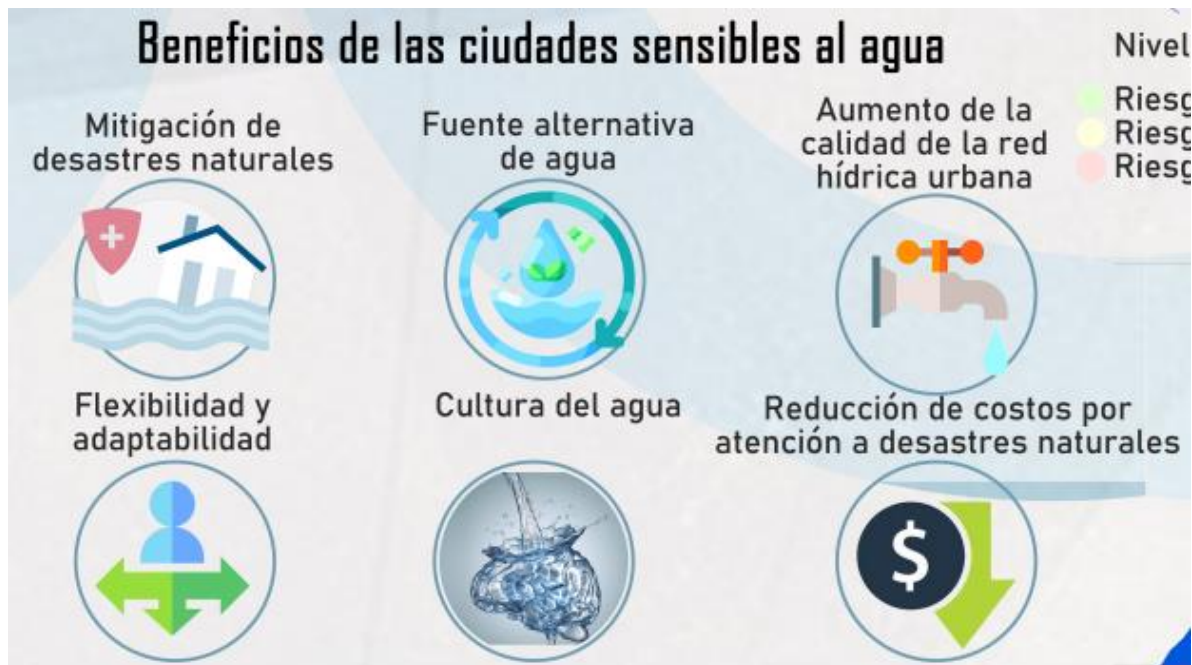 Beneficios de las ciudades sensibles al agua
Mitigación de
desastres naturales
Fuente alternativa
de agua
Aumento de la
calidad de la red
hídrica urbana
Flexibilidad y
adaptabilidad
Cultura del agua
Reducción de costos por
atención a desastres naturales
$
Nivel